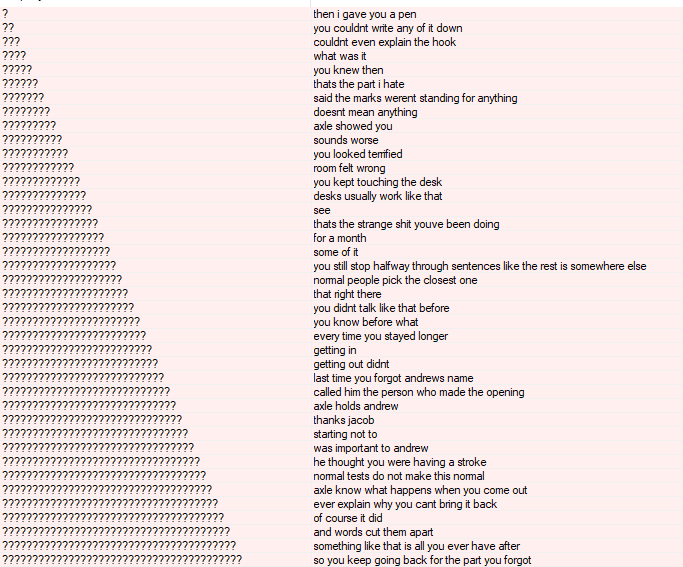 ? then i gave you a pen
?? you couldnt write any of it down
??? couldnt even explain the hook
???? what was it
????? you knew then
?????? thats the part i hate
??????? said the marks werent standing for anything
???????? doesnt mean anything
????????? axle showed you
?????????? sounds worse
??????????? you looked terrified
???????????? room felt wrong
????????????? you kept touching the desk
?????????????? desks usually work like that
??????????????? see
???????????????? thats the strange shit youve been doing
????????????????? for a month
?????????????????? some of it
??????????????????? you still stop halfway through sentences like the rest is somewhere else
???????????????????? normal people pick the closest one
????????????????????? that right there
?????????????????????? you didnt talk like that before
??????????????????????? you know before what
???????????????????????? every time you stayed longer
????????????????????????? getting in
?????????????????????????? getting out didnt
??????????????????????????? last time you forgot andrews name
???????????????????????????? called him the person who made the opening
????????????????????????????? axle holds andrew
?????????????????????????????? thanks jacob
??????????????????????????????? starting not to
???????????????????????????????? was important to andrew
????????????????????????????????? he thought you were having a stroke
?????????????????????????????????? normal tests do not make this normal
??????????????????????????????????? axle know what happens when you come out
???????????????????????????????????? ever explain why you cant bring it back
????????????????????????????????????? of course it did
?????????????????????????????????????? and words cut them apart
??????????????????????????????????????? something like that is all you ever have after
???????????????????????????????????????? so you keep going back for the part you forgot